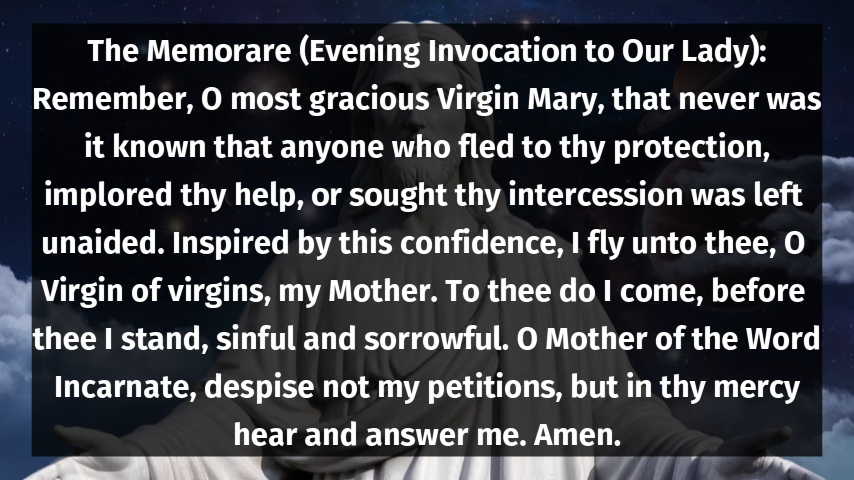 The Memorare (Evening Invocation to Our Lady):
Remember, O most gracious Virgin Mary, that never was
it known that anyone who fled to thy protection,
implored thy help, or sought thy intercession was left
unaided. Inspired by this confidence, I fly unto thee, O
Virgin of virgins, my Mother. To thee do I come, before
thee I stand, sinful and sorrowful. O Mother of the Word
Incarnate, despise not my petitions, but in thy mercy
hear and answer me. Amen.